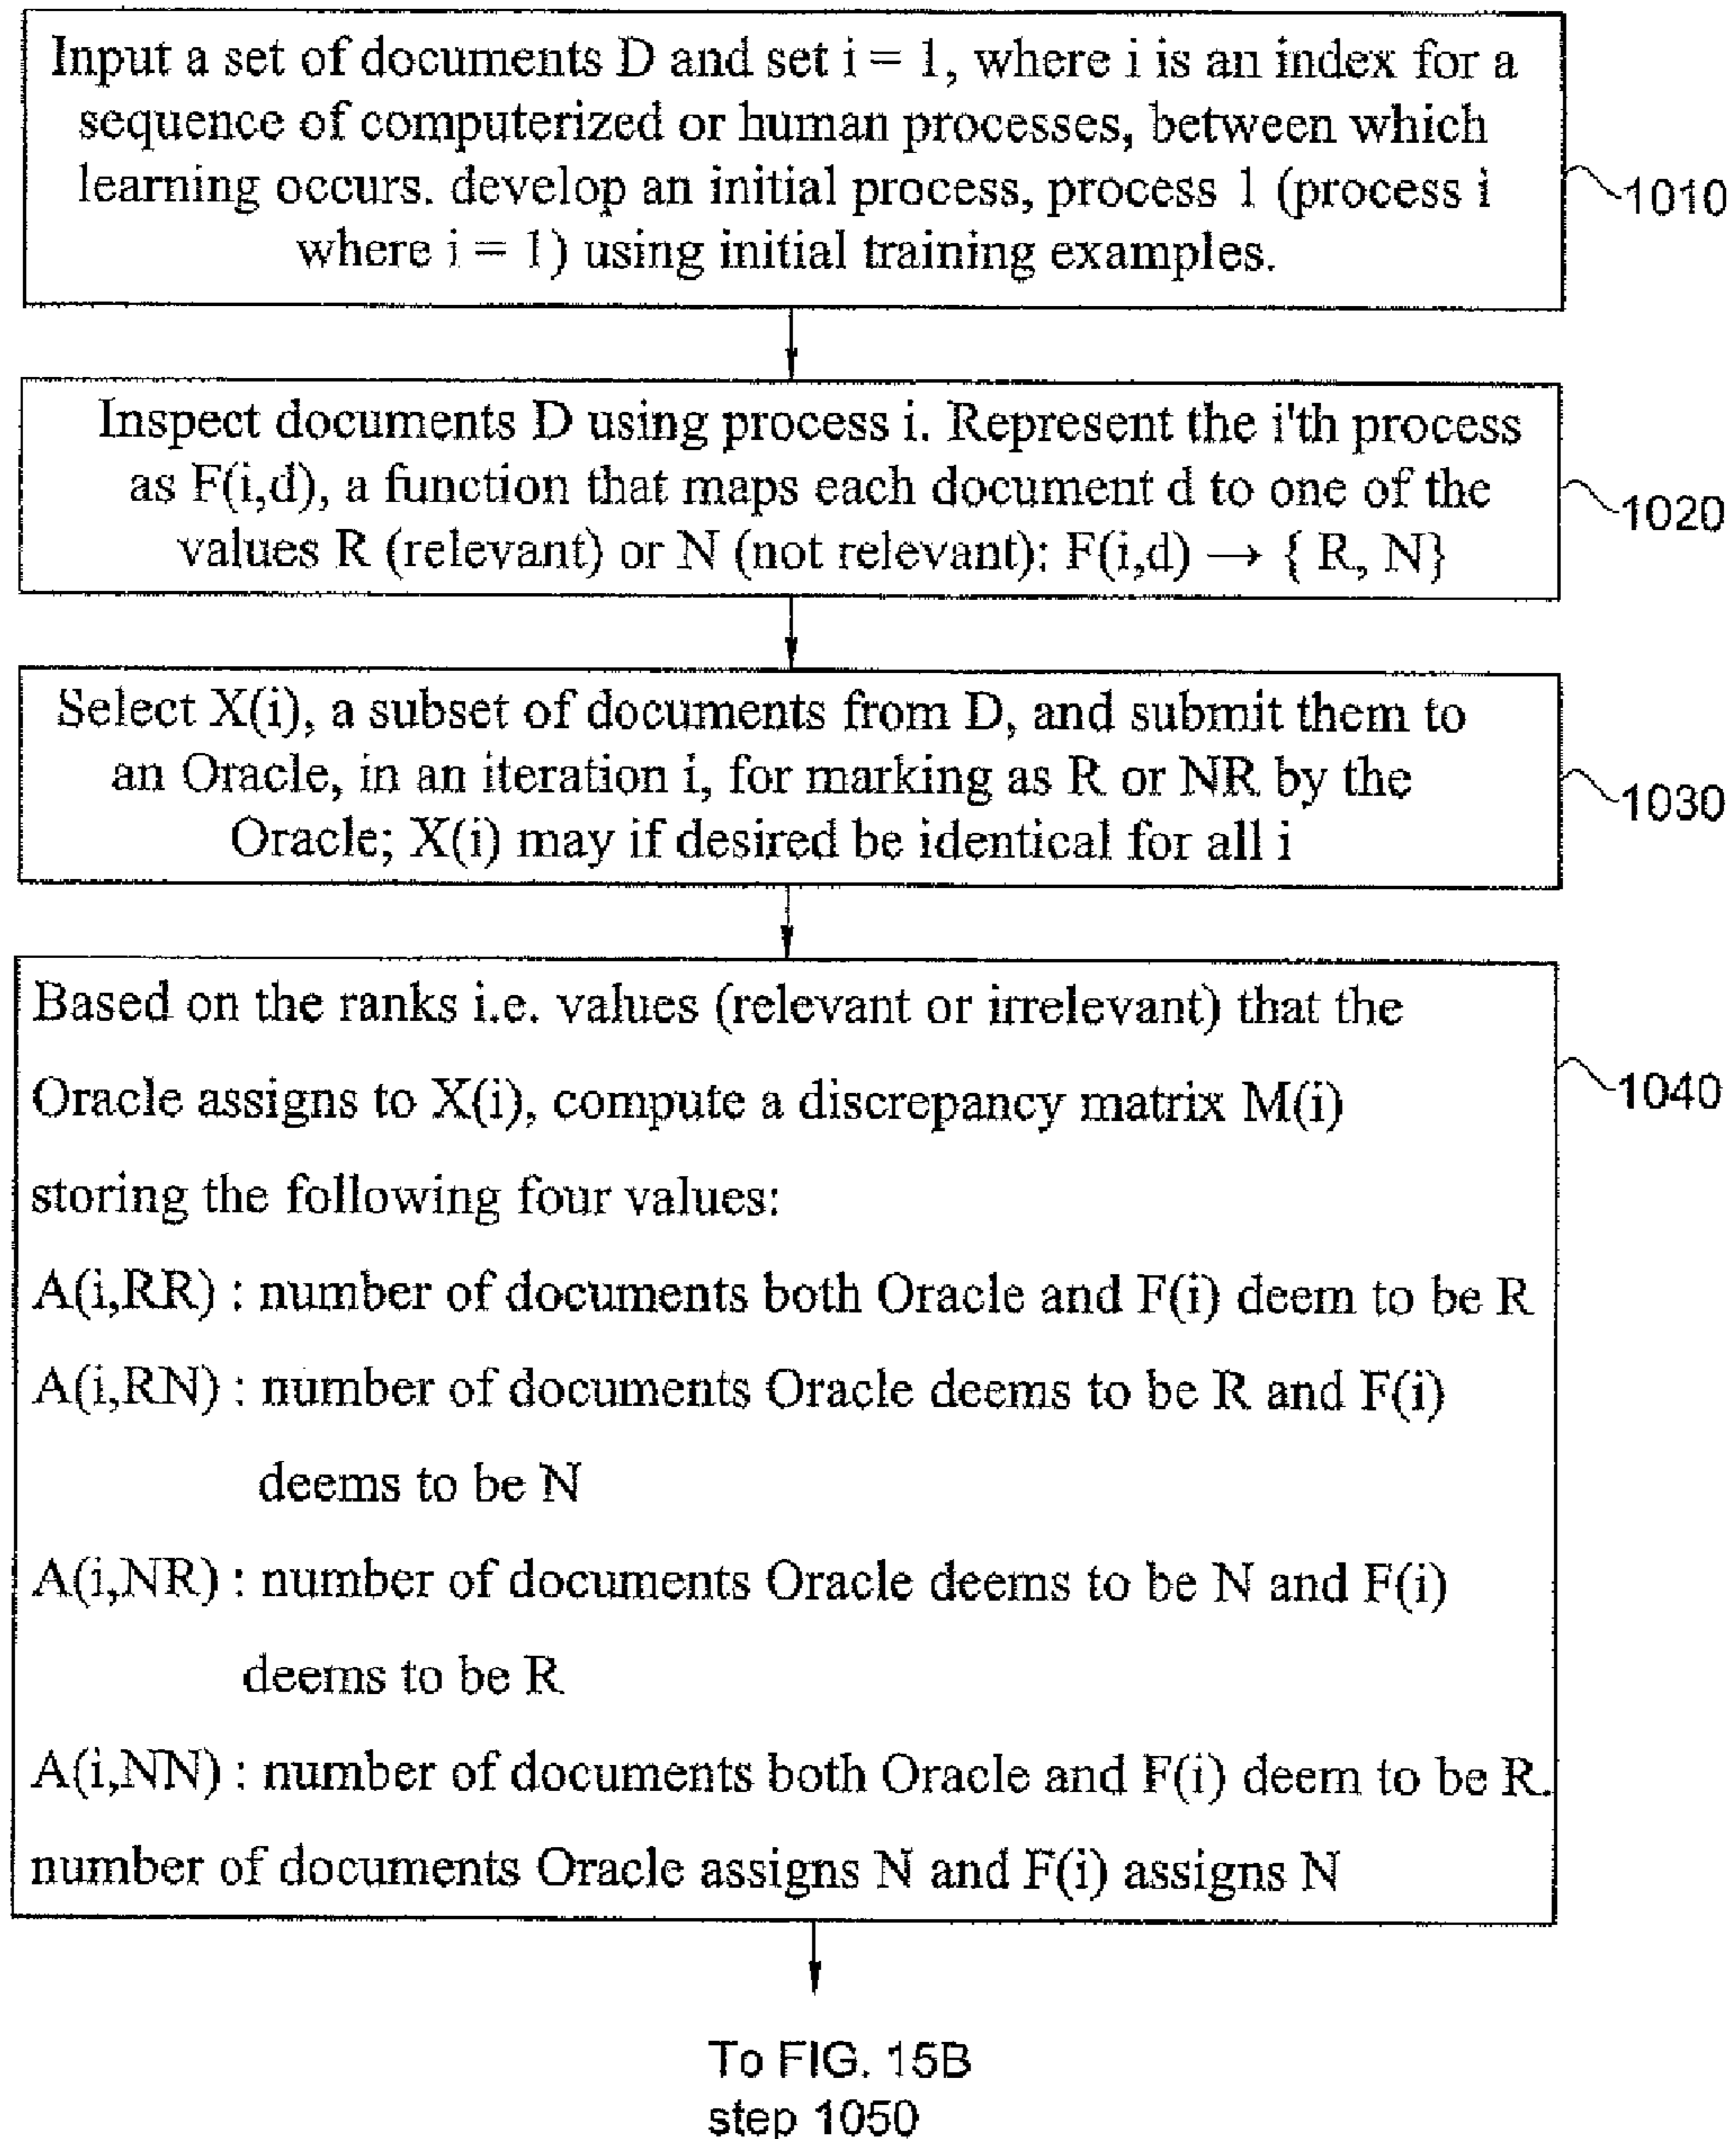 Input a set of documents D and set i = 1, where i is an index for a
sequence of computerized or human processes, between which
learning occurs. develop an initial process, process 1 (process i
where i = 1) using initial training examples.
1010
Inspect documents D using process i. Represent the i'th process
as F(i,d), a function that maps each document d to one of the
values R (relevant) or N (not relevant): F(i,d) → { R, N}
1020
Select X(i), a subset of documents from D, and submit them to
an Oracle, in an iteration i, for marking as R or NR by the
Oracle; X(i) may if desired be identical for all i
1030
Based on the ranks i.e. values (relevant or irrelevant) that the
Oracle assigns to X(i), compute a discrepancy matrix M(i)
storing the following four values:
A(i,RR) : number of documents both Oracle and F(i) deem to be R
A(i,RN) : number of documents Oracle deems to be R and F(i)
deems to be N
A(i,NR) : number of documents Oracle deems to be N and F(i)
deems to be R
A(i,NN) : number of documents both Oracle and F(i) deem to be R.
number of documents Oracle assigns N and F(i) assigns N
1040
To FIG. 15B
step 1050